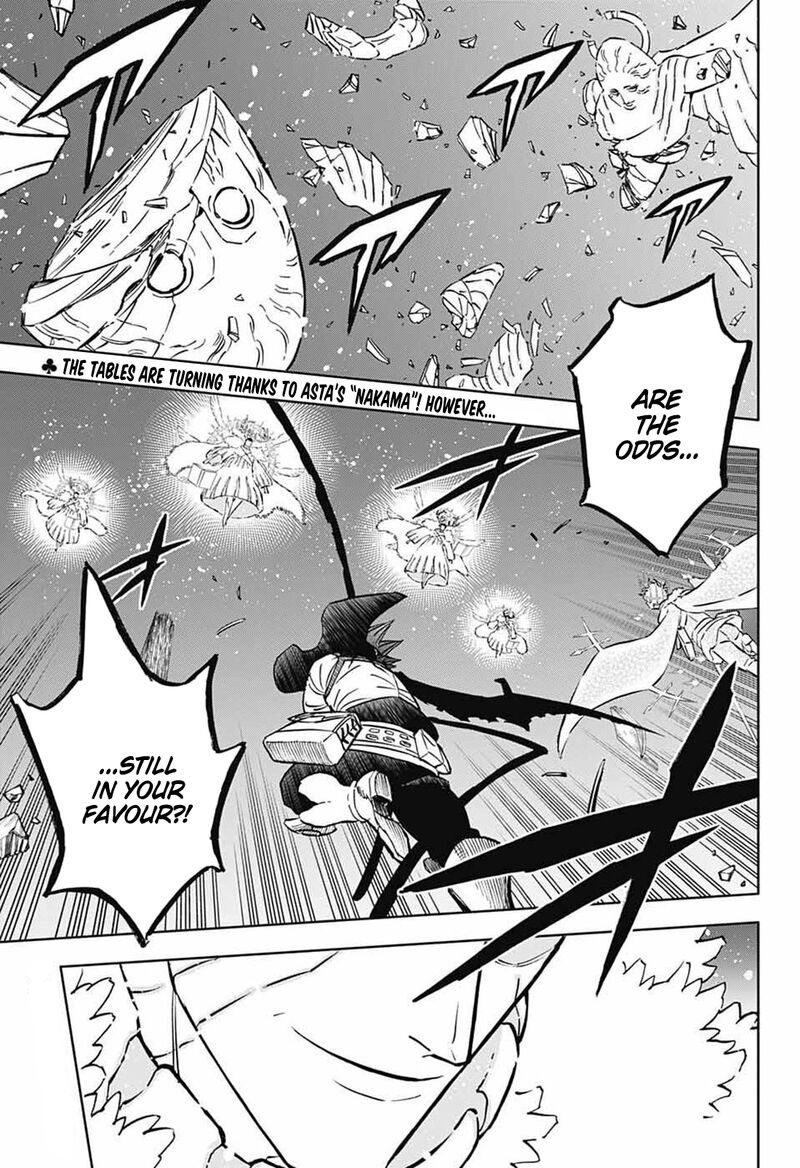 ♣ THE TABLES ARE TURNING THANKS TO ASTA'S "NAKAMA"! HOWEVER...
ARE
THE
ODDS...
...STILL
IN YOUR
FAVOUR?!